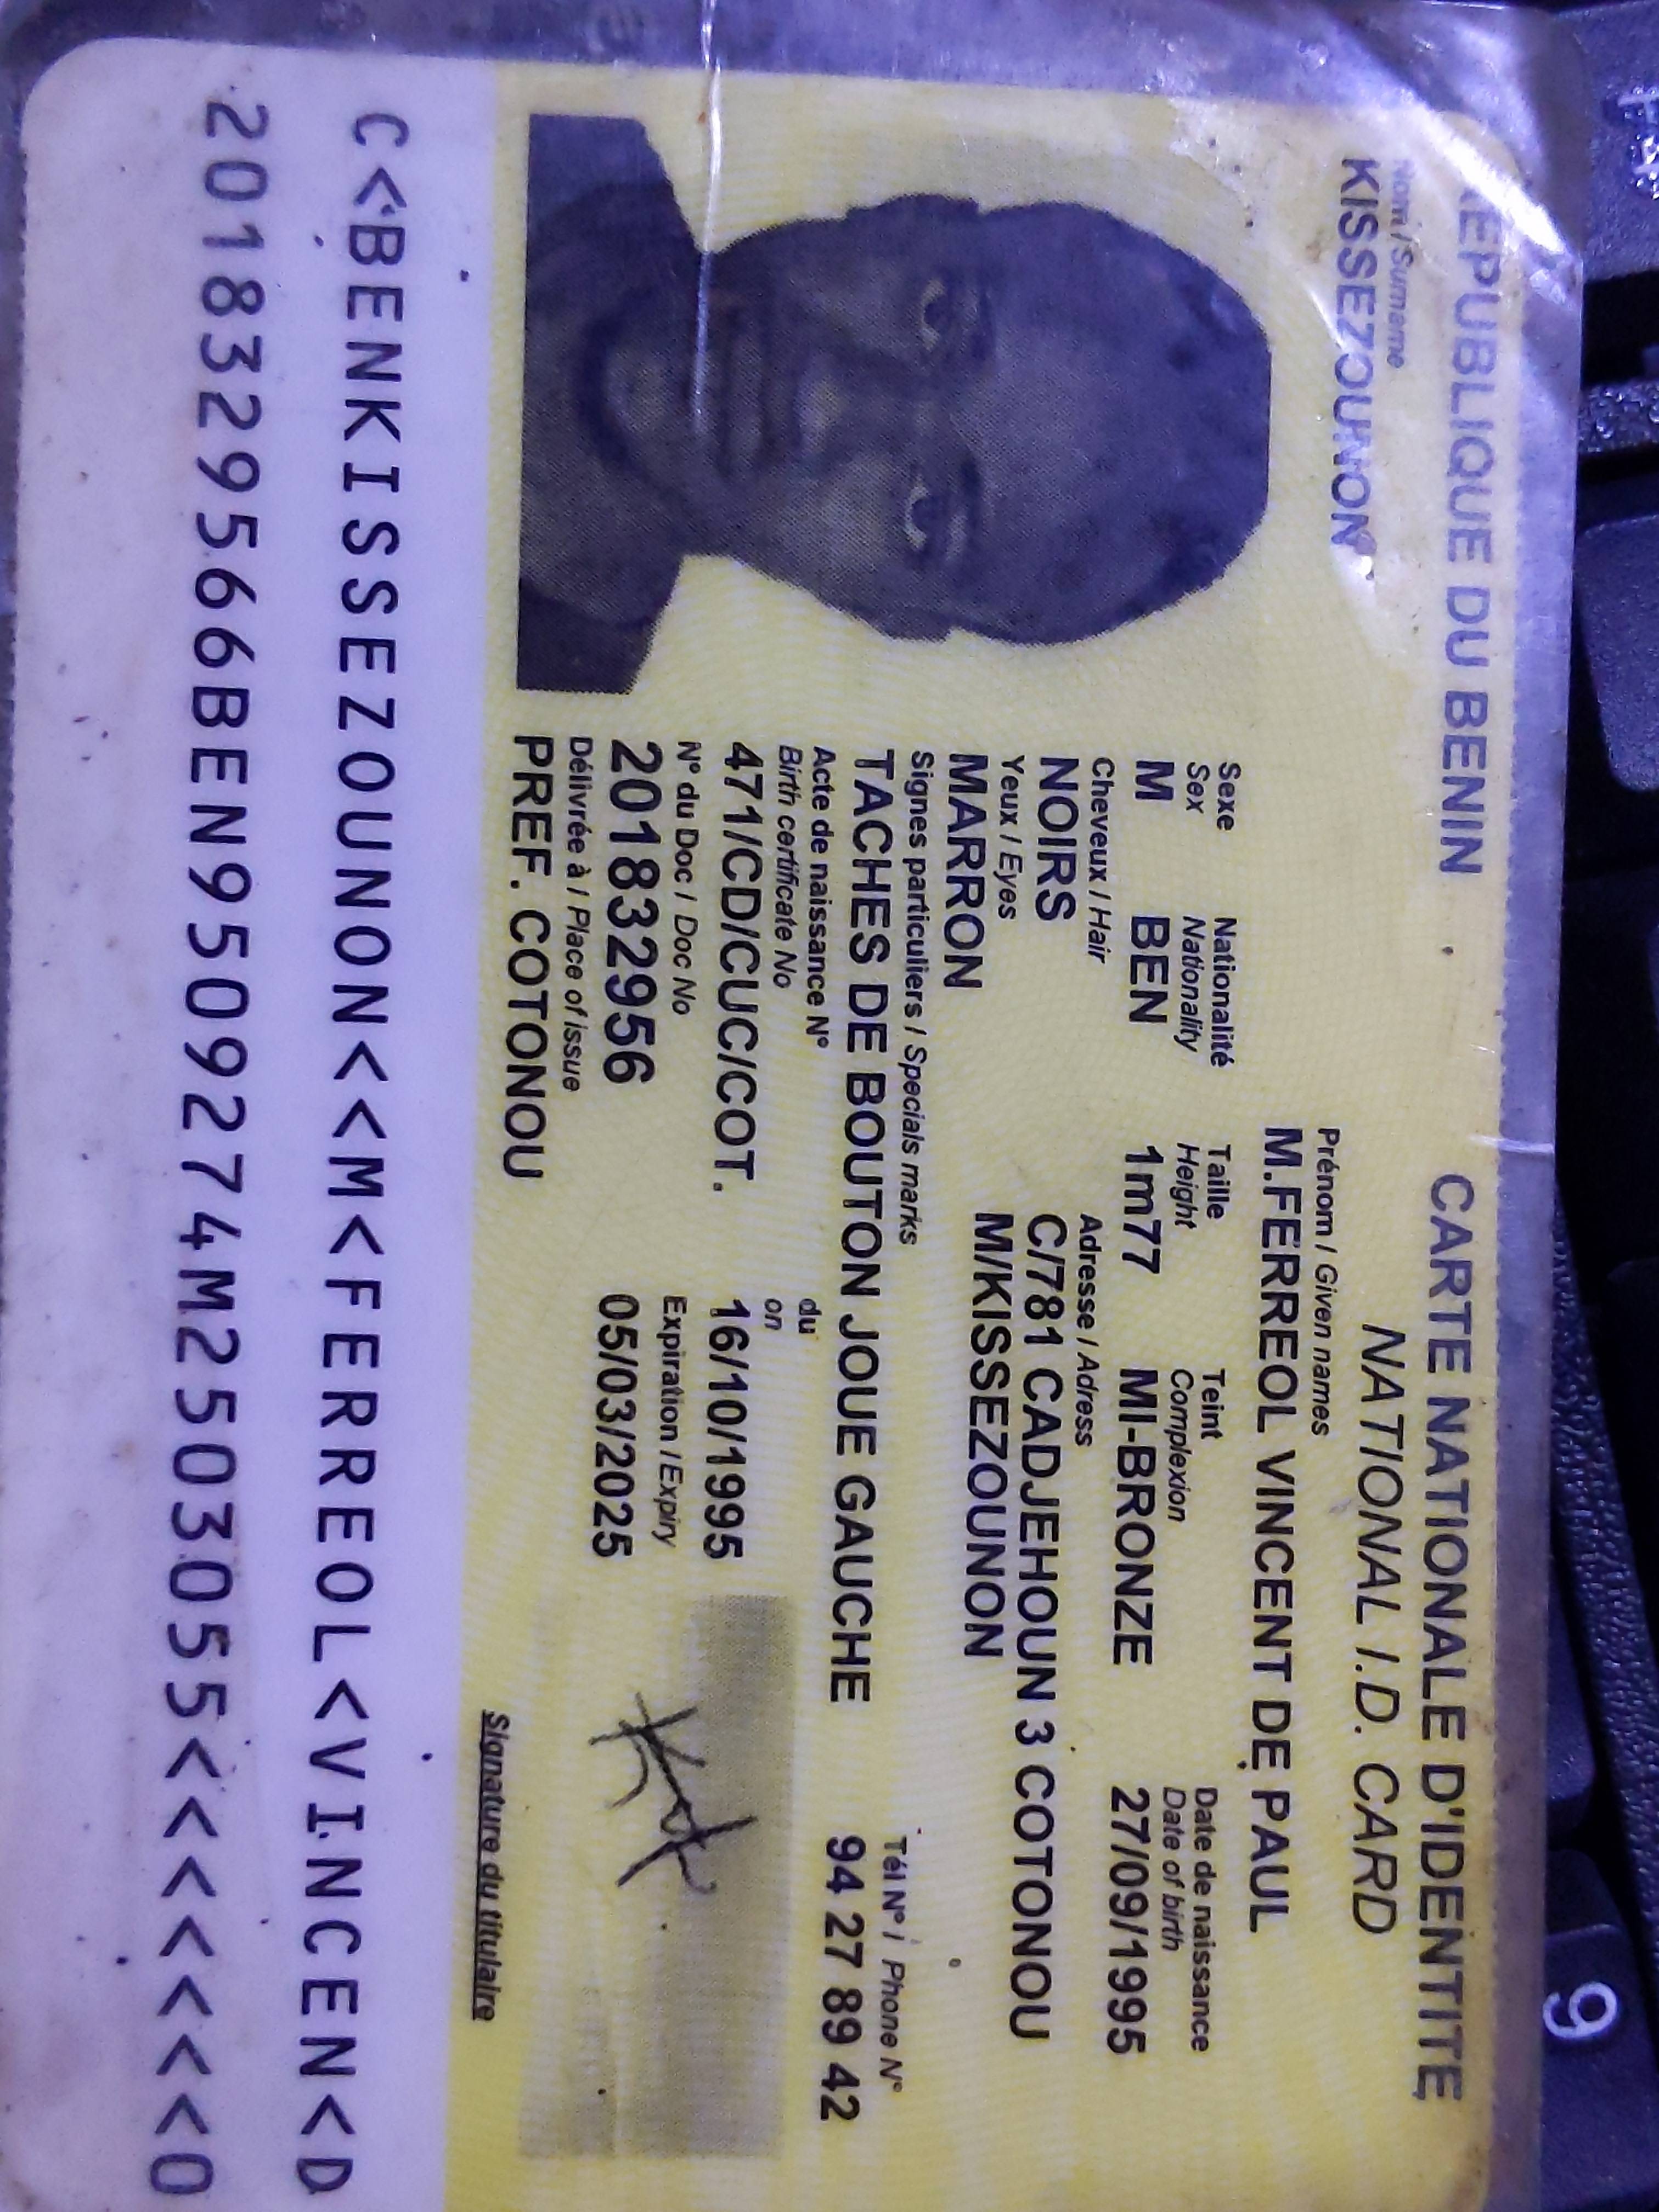 REPUBLIQUE DU BENIN
CARTE NATIONALE D'IDENTITE
NATIONAL I.D. CARD
Nom / Surname
KISSEZOUNON
Prénom / Given names
M.FERREOL VINCENT DE PAUL
Sexe Nationalité Taille Teint Date de naissance
Sex Nationality Height Complexion Date of birth
M BEN 1m77 MI-BRONZE 27/09/1995
Cheveux / Hair Adresse / Adress
NOIRS C/781 CADJEHOUN 3 COTONOU
Yeux / Eyes M/KISSEZOUNON
MARRON
Signes particuliers / Specials marks Tél N° / Phone N°
TACHES DE BOUTON JOUE GAUCHE 94 27 89 42
Acte de naissance N° du
Birth certificate No on
471/CD/CUC/COT. 16/10/1995
N° du Doc / Doc No Expiration / Expiry
2018332956 05/03/2025
Délivrée à / Place of issue
PREF. COTONOU
Signature du titulaire
C<BENKISSEZOUNON<<M<FERREOL<VINCEN<D
20183329566BEN9509274M2503055<<<<<<0
9